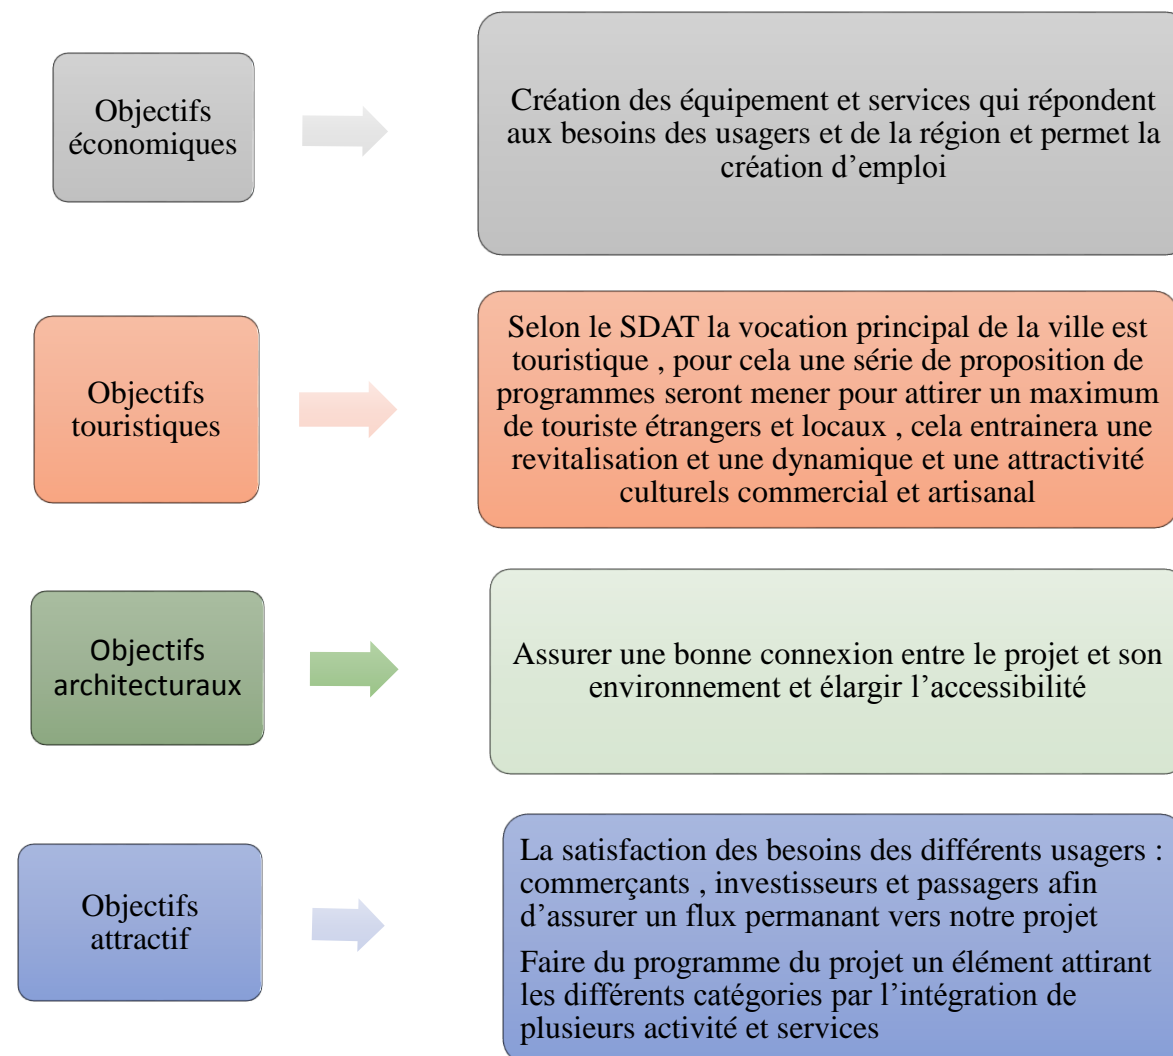 Objectifs
économiques
Création des équipement et services qui répondent
aux besoins des usagers et de la région et permet la
création d’emploi
Objectifs
touristiques
Selon le SDAT la vocation principal de la ville est
touristique , pour cela une série de proposition de
programmes seront mener pour attirer un maximum
de touriste étrangers et locaux , cela entrainera une
revitalisation et une dynamique et une attractivité
culturels commercial et artisanal
Objectifs
architecturaux
Assurer une bonne connexion entre le projet et son
environnement et élargir l’accessibilité
Objectifs
attractif
La satisfaction des besoins des différents usagers :
commerçants , investisseurs et passagers afin
d’assurer un flux permanant vers notre projet
Faire du programme du projet un élément attirant
les différents catégories par l’intégration de
plusieurs activité et services